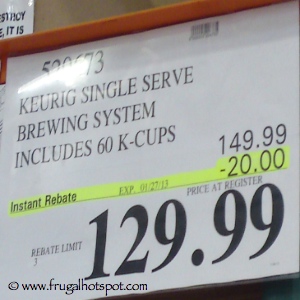 KEURIG SINGLE SERVE
BREWING SYSTEM
INCLUDES 60 K-CUPS
149.99
-20.00
Instant Rebate EXP. 01/27/13 PRICE AT REGISTER
129.99
REBATE LIMIT
3
www.frugalhotspot.com